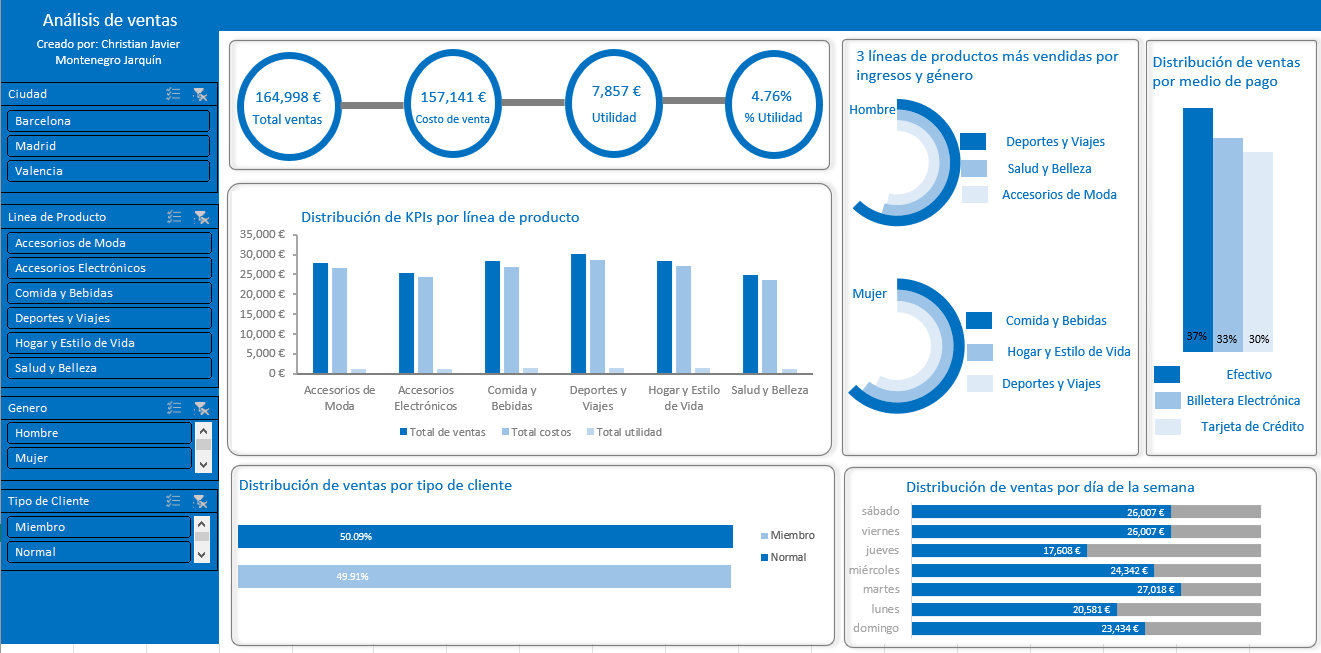 Análisis de ventas
Creado por: Christian Javier
Montenegro Jarquín
Ciudad
Barcelona
Madrid
Valencia
Linea de Producto
Accesorios de Moda
Accesorios Electrónicos
Comida y Bebidas
Deportes y Viajes
Hogar y Estilo de Vida
Salud y Belleza
Genero
Hombre
Mujer
Tipo de Cliente
Miembro
Normal
164,998 €
Total ventas
157,141 €
Costo de venta
7,857 €
Utilidad
4.76%
% Utilidad
Distribución de KPIs por línea de producto
35,000 €
30,000 €
25,000 €
20,000 €
15,000 €
10,000 €
5,000 €
0 €
Accesorios de
Moda
Accesorios
Electrónicos
Comida y
Bebidas
Deportes y
Viajes
Hogar y Estilo
de Vida
Salud y Belleza
Total de ventas
Total costos
Total utilidad
3 líneas de productos más vendidas por
ingresos y género
Hombre
Deportes y Viajes
Salud y Belleza
Accesorios de Moda
Mujer
Comida y Bebidas
Hogar y Estilo de Vida
Deportes y Viajes
Distribución de ventas
por medio de pago
37%
33%
30%
Efectivo
Billetera Electrónica
Tarjeta de Crédito
Distribución de ventas por tipo de cliente
50.09%
49.91%
Miembro
Normal
Distribución de ventas por día de la semana
sábado
26,007 €
viernes
26,007 €
jueves
17,608 €
miércoles
24,342 €
martes
27,018 €
lunes
20,581 €
domingo
23,434 €